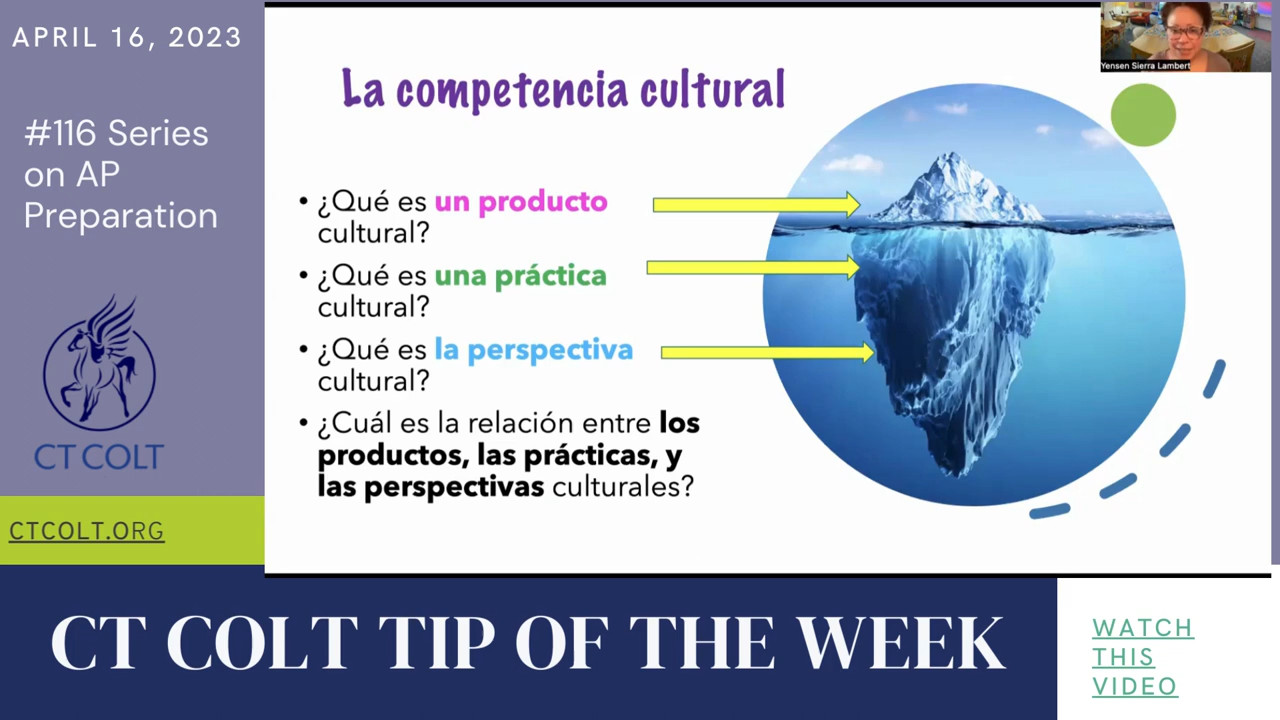 APRIL 16, 2023
#116 Series
on AP
Preparation
CT COLT
CTCOLT.ORG
La competencia cultural
• ¿Qué es un producto
cultural?
• ¿Qué es una práctica
cultural?
• ¿Qué es la perspectiva
cultural?
• ¿Cuál es la relación entre los
productos, las prácticas, y
las perspectivas culturales?
Yensen Sierra Lambert
CT COLT TIP OF THE WEEK
WATCH
THIS
VIDEO